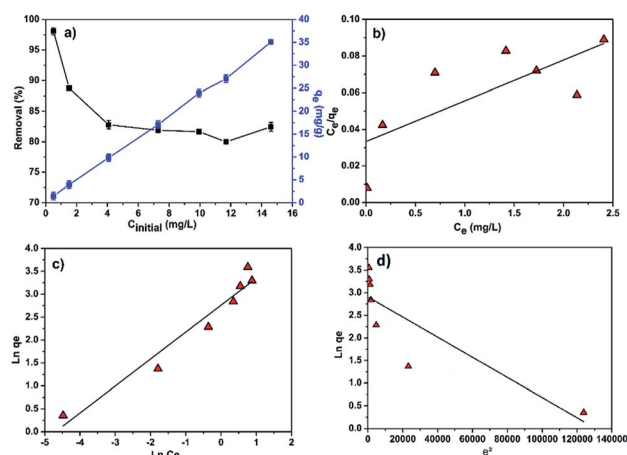 a)
Removal (%)
100
95
90
85
80
75
70
0 2 4 6 8 10 12 14 16
C initial (mg/L)
40
35
30
25
20
15
10
5
0
qe (mg/g)
b)
Ce/qe
0.10
0.08
0.06
0.04
0.02
0.00
0.0 0.5 1.0 1.5 2.0 2.5
Ce (mg/L)
c)
Ln qe
4.0
3.5
3.0
2.5
2.0
1.5
1.0
0.5
0.0
-5 -4 -3 -2 -1 0 1 2
Ln Ce
d)
Ln qe
4.0
3.5
3.0
2.5
2.0
1.5
1.0
0.5
0.0
0 20000 40000 60000 80000 100000 120000 140000
e²